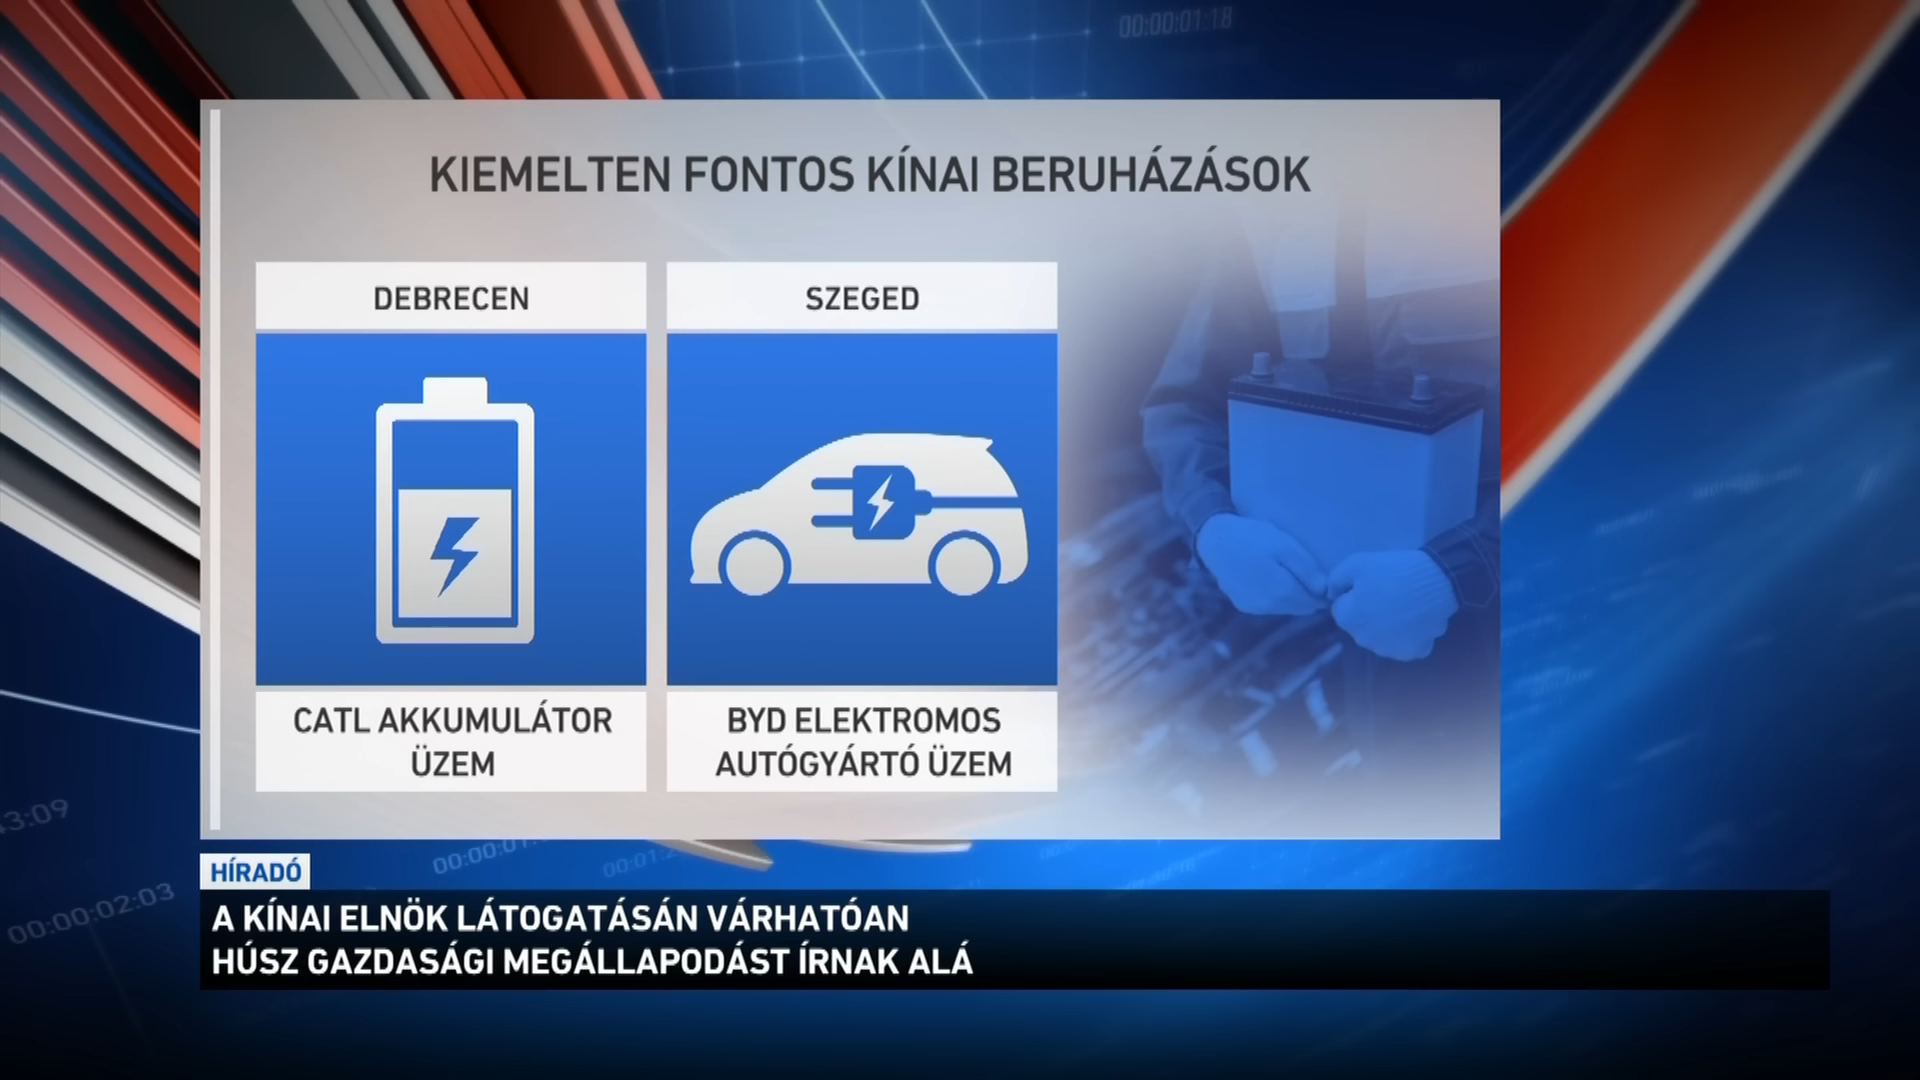 00:00:01:18
KIEMELTEN FONTOS KÍNAI BERUHÁZÁSOK
DEBRECEN
SZEGED
CATL AKKUMULÁTOR
ÜZEM
BYD ELEKTROMOS
AUTÓGYÁRTÓ ÜZEM
00:00:02:03
HÍRADÓ
A KÍNAI ELNÖK LÁTOGATÁSÁN VÁRHATÓAN
HÚSZ GAZDASÁGI MEGÁLLAPODÁST ÍRNAK ALÁ